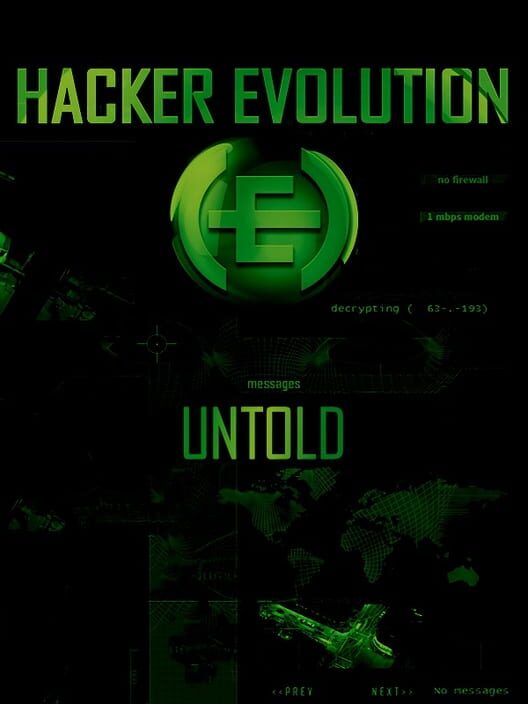 HACKER EVOLUTION
E
no firewall
1 mbps modem
decrypting ( 63-.-193)
messages
UNTOLD
<<PREV NEXT>> No messages